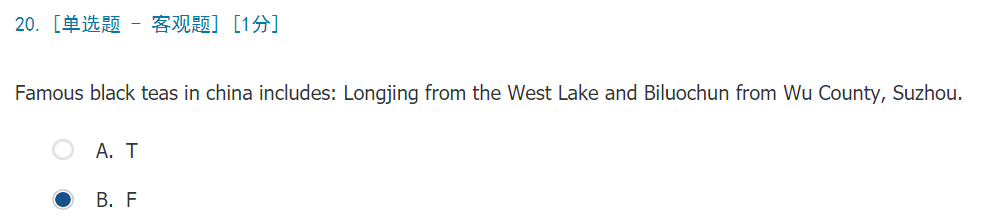 20. [单选题 - 客观题] [1分]
Famous black teas in china includes: Longjing from the West Lake and Biluochun from Wu County, Suzhou.
A. T
B. F